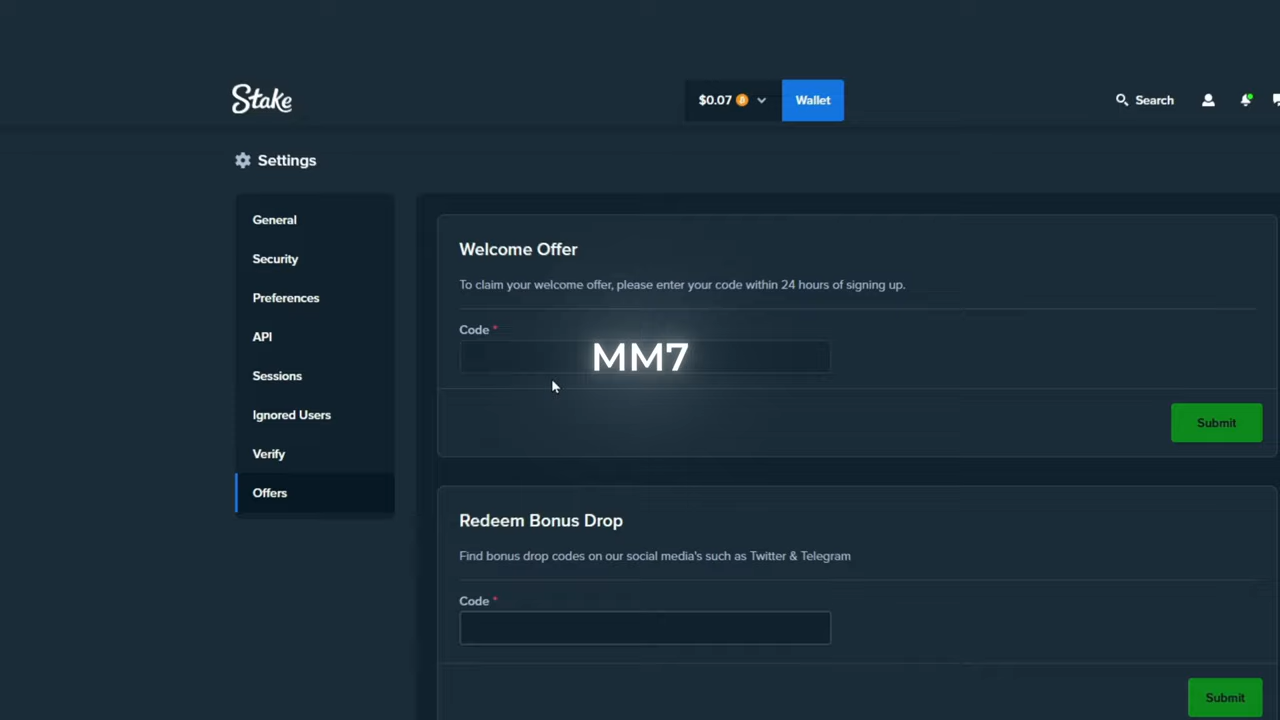 Stake
$0.07
Wallet
Search
Settings
General
Security
Preferences
API
Sessions
Ignored Users
Verify
Offers
Welcome Offer
To claim your welcome offer, please enter your code within 24 hours of signing up.
Code *
MM7
Submit
Redeem Bonus Drop
Find bonus drop codes on our social media's such as Twitter & Telegram
Code *
Submit